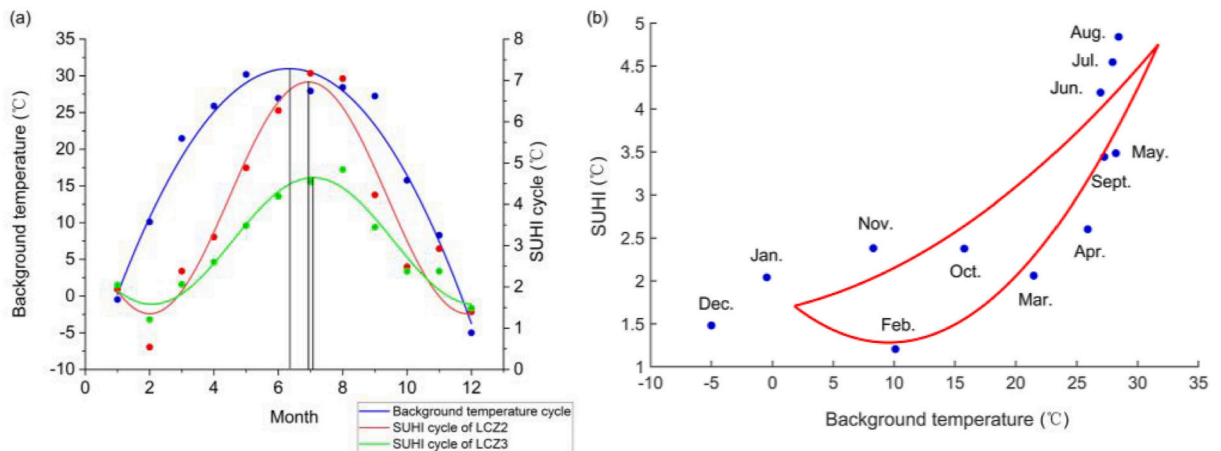 (a)
35
30
25
20
15
10
5
0
-5
-10
Background temperature (℃)
8
7
6
5
4
3
2
1
0
SUHI cycle (℃)
0
2
4
6
8
10
12
Month
Background temperature cycle
SUHI cycle of LCZ2
SUHI cycle of LCZ3
(b)
5
4.5
4
3.5
3
2.5
2
1.5
1
SUHI (℃)
Aug.
Jul.
Jun.
May.
Sept.
Apr.
Nov.
Oct.
Jan.
Mar.
Dec.
Feb.
-10
-5
0
5
10
15
20
25
30
35
Background temperature (℃)